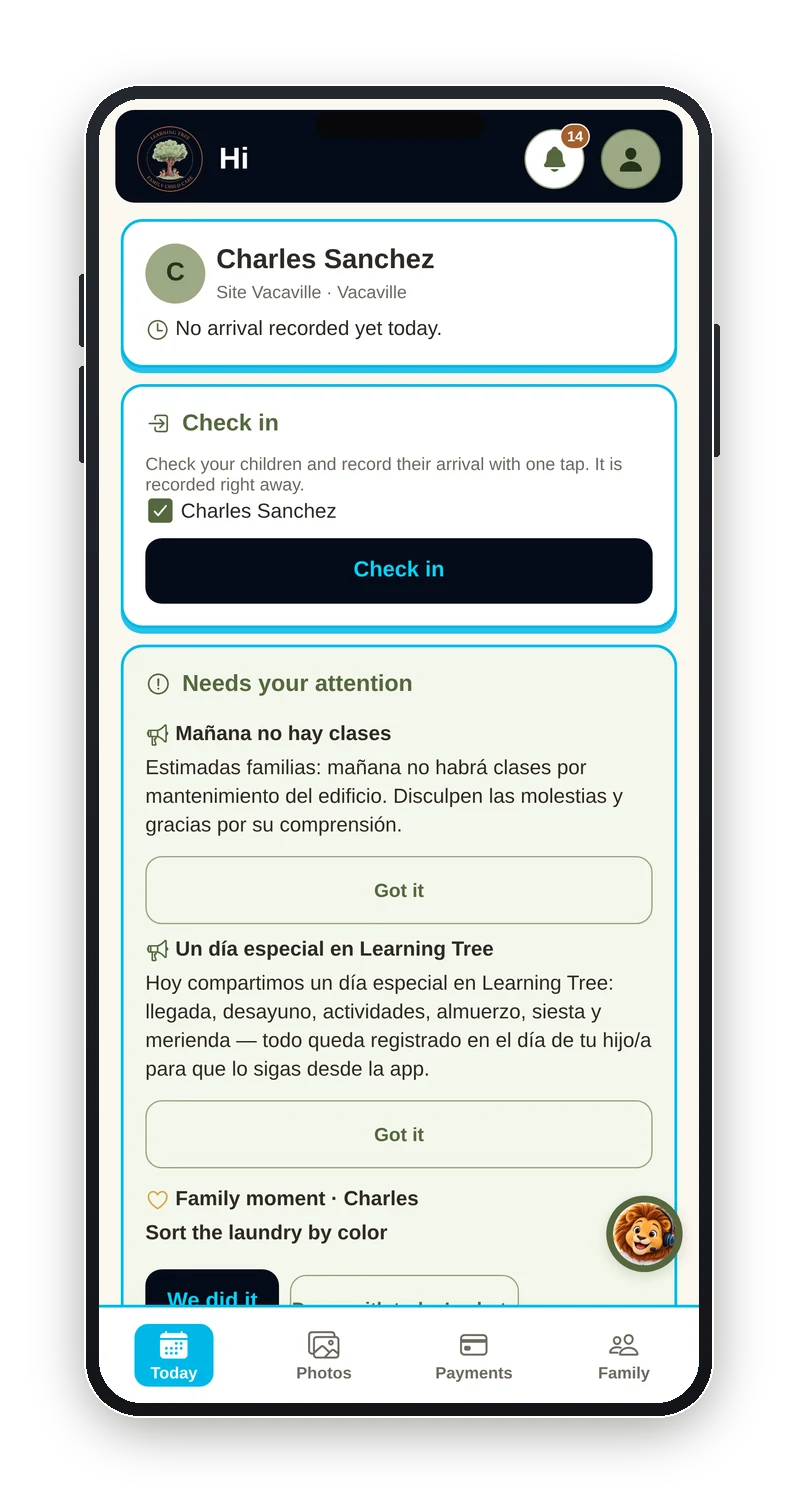 LEARNING TREE
FAMILY CHILD CARE
Hi
14
C
Charles Sanchez
Site Vacaville · Vacaville
No arrival recorded yet today.
Check in
Check your children and record their arrival with one tap. It is
recorded right away.
Charles Sanchez
Check in
Needs your attention
Mañana no hay clases
Estimadas familias: mañana no habrá clases por
mantenimiento del edificio. Disculpen las molestias y
gracias por su comprensión.
Got it
Un día especial en Learning Tree
Hoy compartimos un día especial en Learning Tree:
llegada, desayuno, actividades, almuerzo, siesta y
merienda — todo queda registrado en el día de tu hijo/a
para que lo sigas desde la app.
Got it
Family moment · Charles
Sort the laundry by color
We did it
Today
Photos
Payments
Family